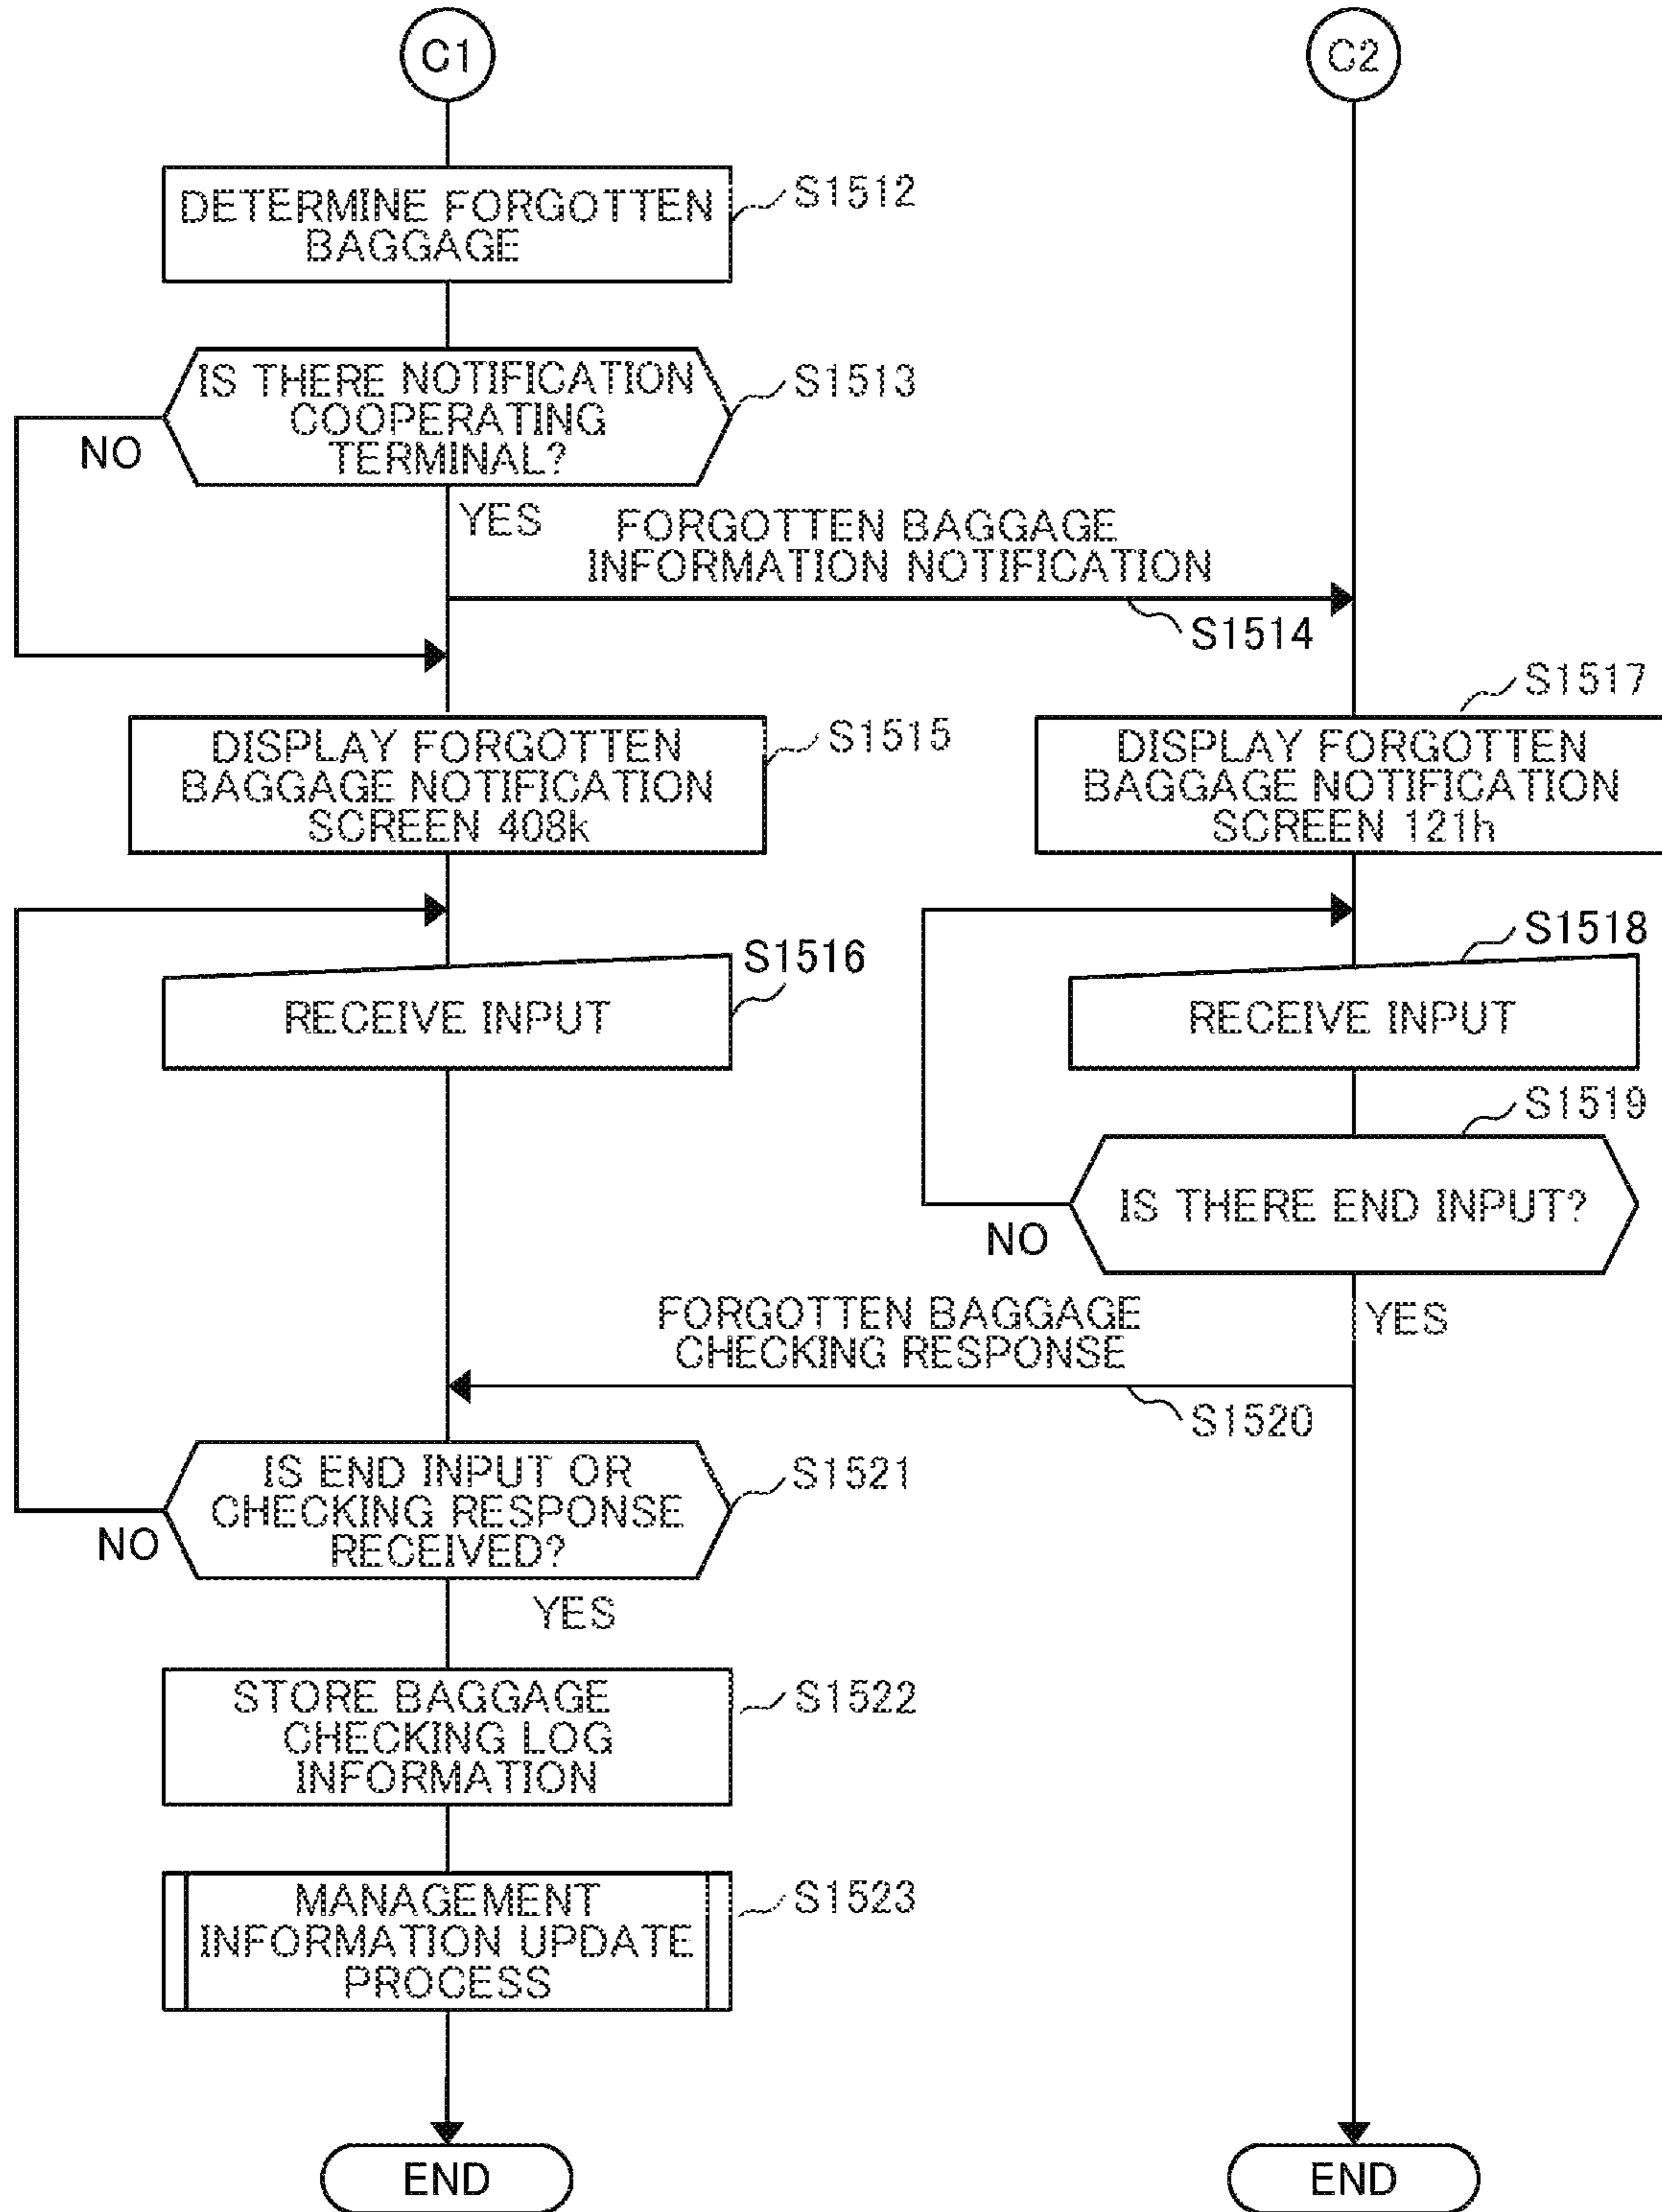 C1
C2
DETERMINE FORGOTTEN
BAGGAGE
S1512
IS THERE NOTIFICATION
COOPERATING
TERMINAL?
S1513
NO
YES
FORGOTTEN BAGGAGE
INFORMATION NOTIFICATION
S1514
S1517
DISPLAY FORGOTTEN
BAGGAGE NOTIFICATION
SCREEN 408k
S1515
DISPLAY FORGOTTEN
BAGGAGE NOTIFICATION
SCREEN 121h
S1516
RECEIVE INPUT
S1518
RECEIVE INPUT
S1519
IS THERE END INPUT?
NO
YES
FORGOTTEN BAGGAGE
CHECKING RESPONSE
S1520
IS END INPUT OR
CHECKING RESPONSE
RECEIVED?
S1521
NO
YES
STORE BAGGAGE
CHECKING LOG
INFORMATION
S1522
MANAGEMENT
INFORMATION UPDATE
PROCESS
S1523
END
END